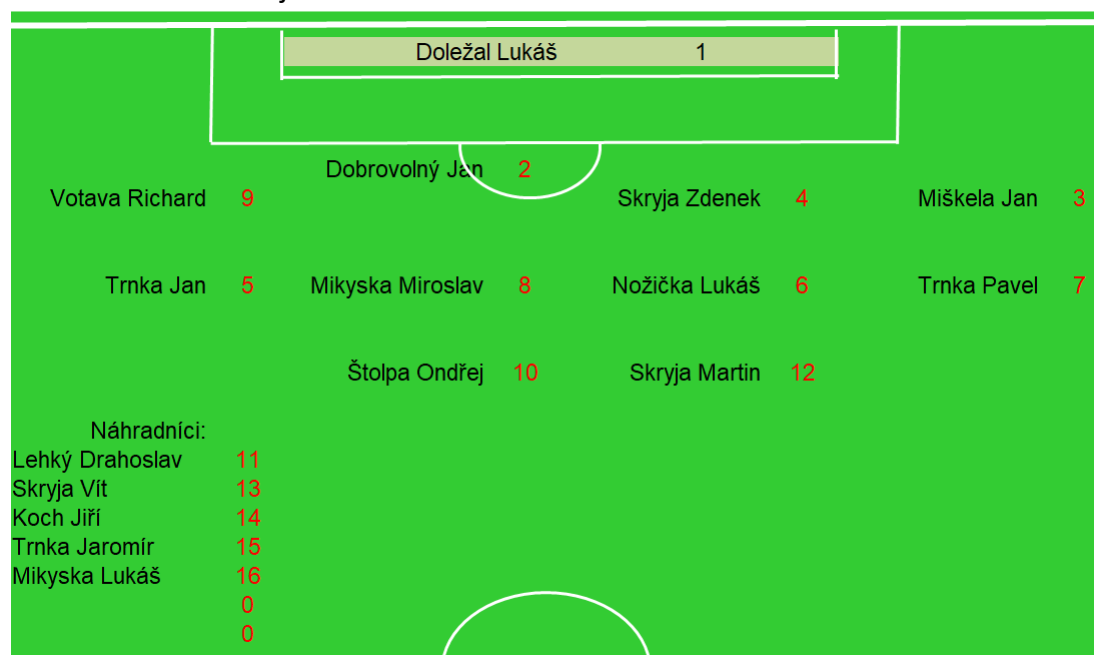 Doležal Lukáš 1
Dobrovolný Jan 2
Votava Richard 9 Skryja Zdenek 4 Miškela Jan 3
Trnka Jan 5 Mikyska Miroslav 8 Nožička Lukáš 6 Trnka Pavel 7
Štolpa Ondřej 10 Skryja Martin 12
Náhradníci:
Lehký Drahoslav 11
Skryja Vít 13
Koch Jiří 14
Trnka Jaromír 15
Mikyska Lukáš 16
0
0